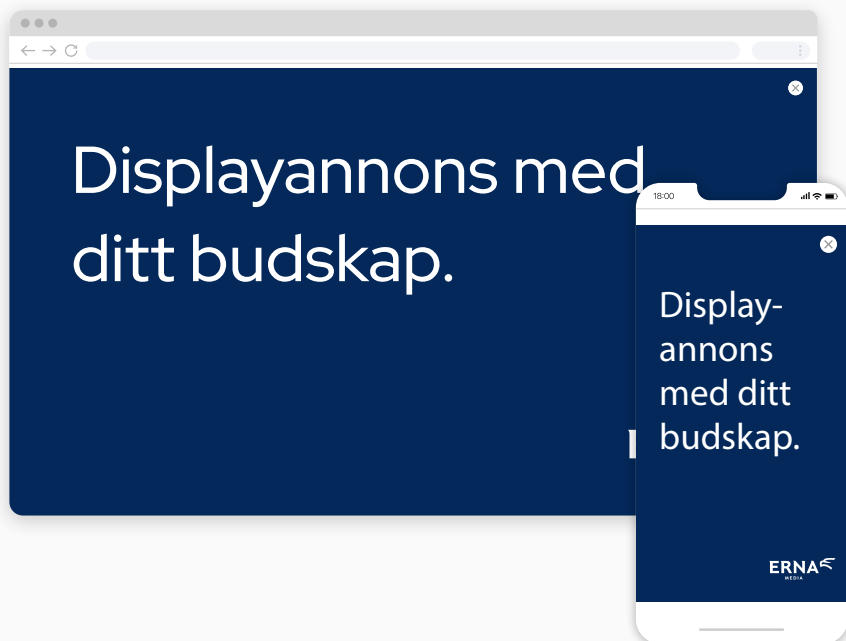 Displayannons med
ditt budskap.
18:00
Display-
annons
med ditt
budskap.
ERNA
MEDIA